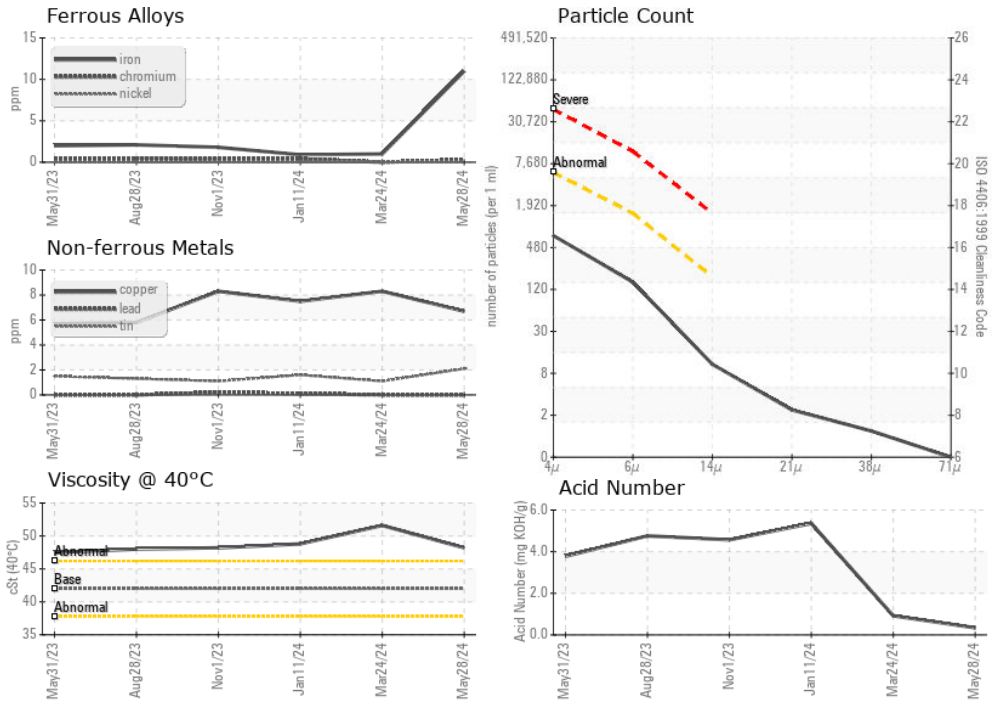 Ferrous Alloys
15
10
5
0
ppm
iron
chromium
nickel
May31/23
Aug28/23
Nov1/23
Jan11/24
Mar24/24
May28/24
Non-ferrous Metals
10
8
6
4
2
0
ppm
copper
lead
tin
May31/23
Aug28/23
Nov1/23
Jan11/24
Mar24/24
May28/24
Viscosity @ 40°C
55
50
45
40
35
cSt (40°C)
Abnormal
Base
Abnormal
May31/23
Aug28/23
Nov1/23
Jan11/24
Mar24/24
May28/24
Particle Count
491,520
122,880
30,720
7,680
1,920
480
120
30
8
2
0
number of particles (per 1 ml)
Severe
Abnormal
26
24
22
20
18
16
14
12
10
8
6
ISO 4406:1999 Cleanliness Code
4µ
6µ
14µ
21µ
38µ
71µ
Acid Number
6.0
4.0
2.0
0.0
Acid Number (mg KOH/g)
May31/23
Aug28/23
Nov1/23
Jan11/24
Mar24/24
May28/24